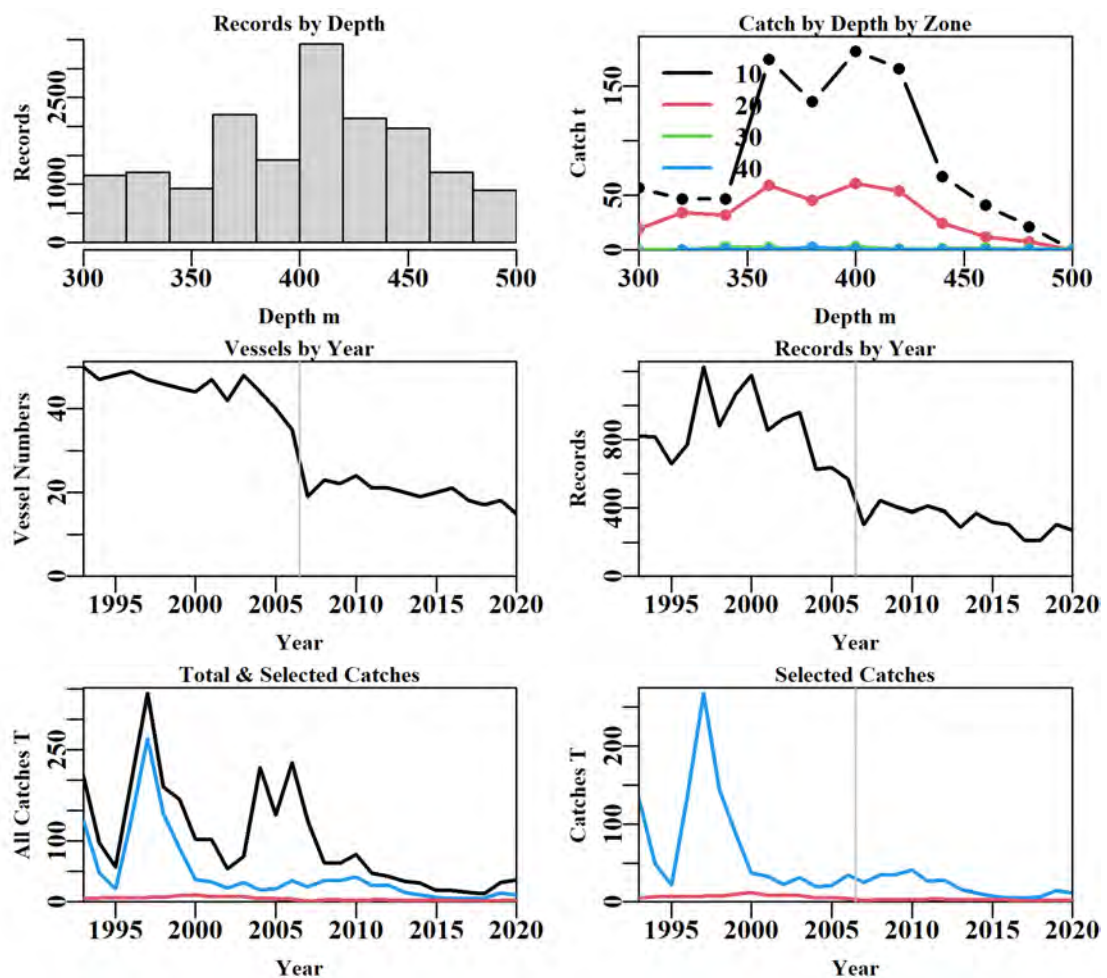 Records by Depth
Records
0 1000 2500
300 350 400 450 500
Depth m
Catch by Depth by Zone
Catch t
0 50 150
10
20
30
40
300 350 400 450 500
Depth m
Vessels by Year
Vessel Numbers
0 20 40
1995 2000 2005 2010 2015 2020
Year
Records by Year
Records
0 400 800
1995 2000 2005 2010 2015 2020
Year
Total & Selected Catches
All Catches T
0 100 250
1995 2000 2005 2010 2015 2020
Year
Selected Catches
Catches T
0 100 200
1995 2000 2005 2010 2015 2020
Year